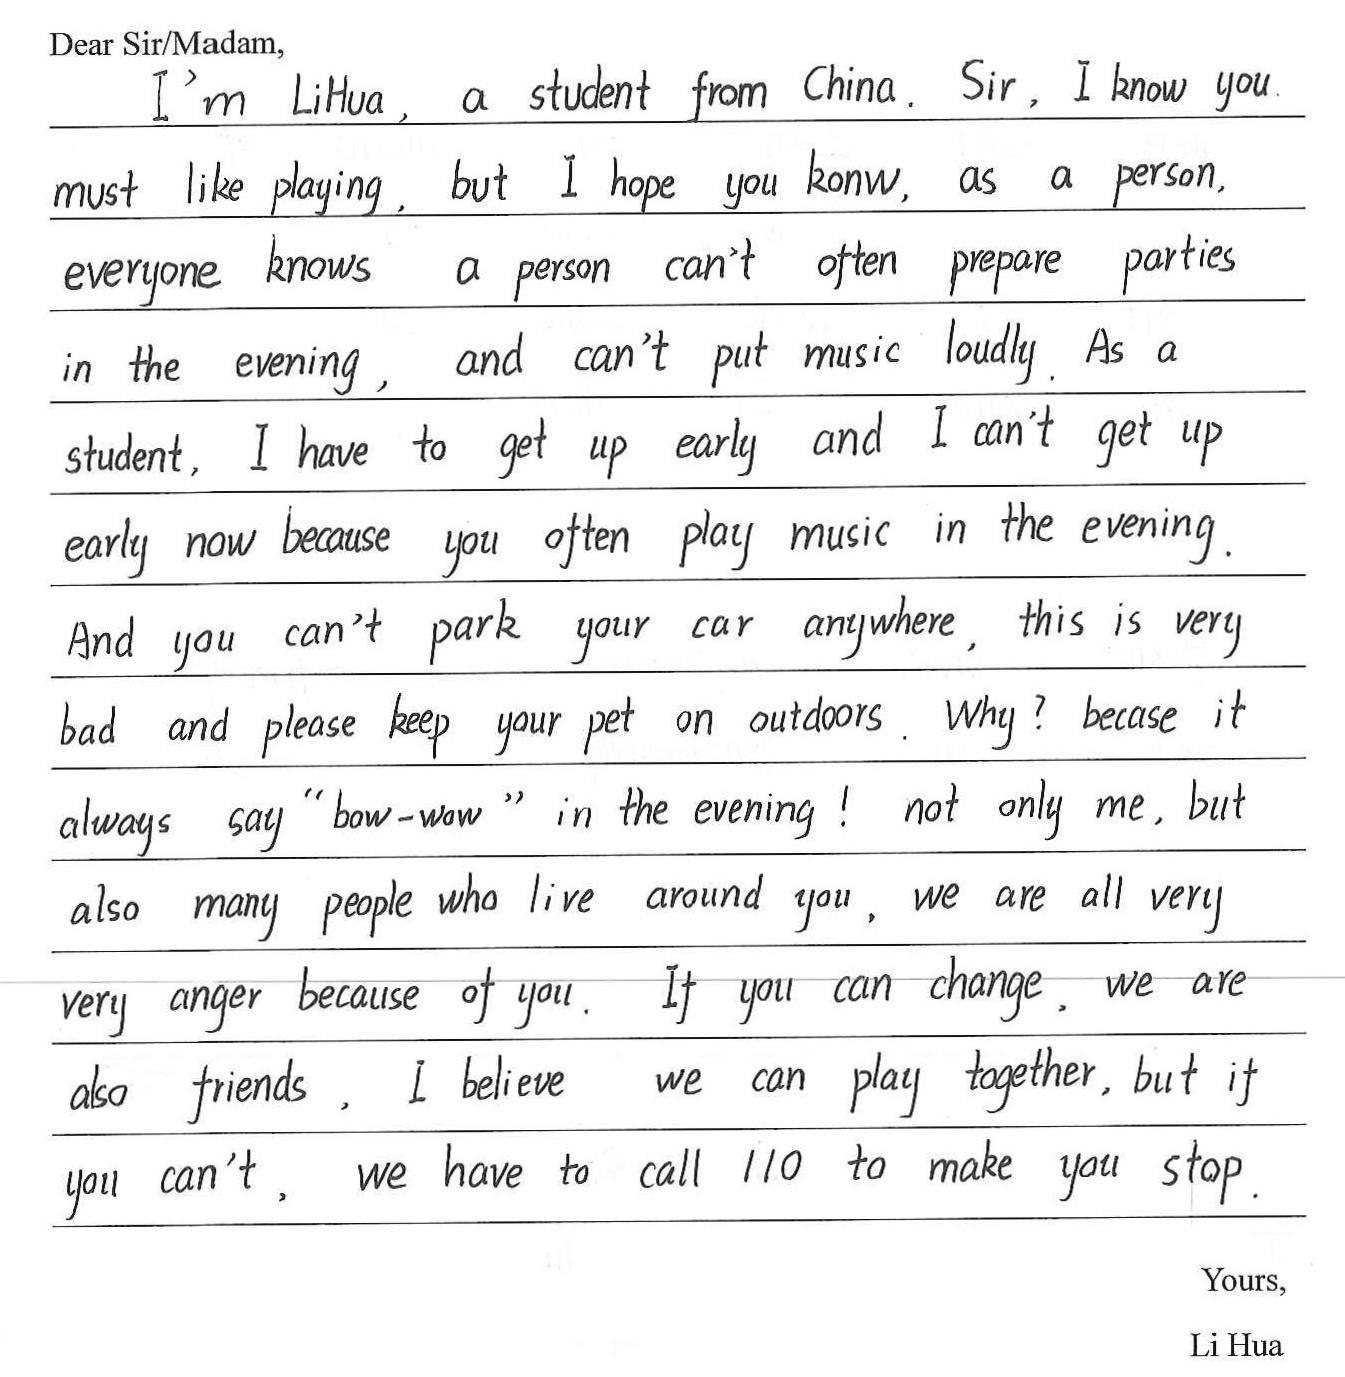 Dear Sir/Madam,
I'm LiHua, a student from China. Sir, I know you.
must like playing, but I hope you konw, as a person,
everyone knows a person can't often prepare parties
in the evening, and can't put music loudly. As a
student, I have to get up early and I can't get up
early now because you often play music in the evening.
And you can't park your car anywhere, this is very
bad and please keep your pet on outdoors. Why? becase it
always say "bow-wow" in the evening! not only me, but
also many people who live around you, we are all very
very anger because of you. If you can change, we are
also friends, I believe we can play together, but if
you can't, we have to call 110 to make you stop.
Yours,
Li Hua